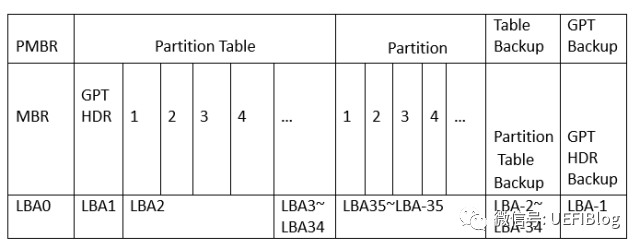 PMBR Partition Table Partition Table Backup GPT Backup
MBR GPT HDR 1 2 3 4 ... 1 2 3 4 ... Partition Table Backup GPT HDR Backup
LBA0 LBA1 LBA2 LBA3~ LBA34 LBA35~LBA-35 LBA-2~ LBA-34 LBA-1
微信号: UEFIBlog